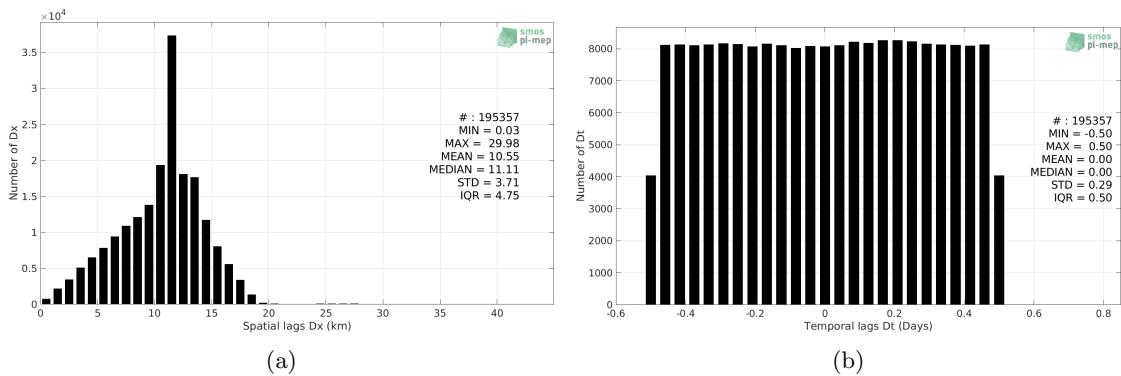 ×10⁴
smos
pi-mep
3.5
3
2.5
2
1.5
1
0.5
0
Number of Dx
# : 195357
MIN = 0.03
MAX = 29.98
MEAN = 10.55
MEDIAN = 11.11
STD = 3.71
IQR = 4.75
0 5 10 15 20 25 30 35 40
Spatial lags Dx (km)
(a)
smos
pi-mep
8000
7000
6000
5000
4000
3000
2000
1000
0
Number of Dt
# : 195357
MIN = -0.50
MAX = 0.50
MEAN = 0.00
MEDIAN = 0.00
STD = 0.29
IQR = 0.50
-0.6 -0.4 -0.2 0 0.2 0.4 0.6 0.8
Temporal lags Dt (Days)
(b)